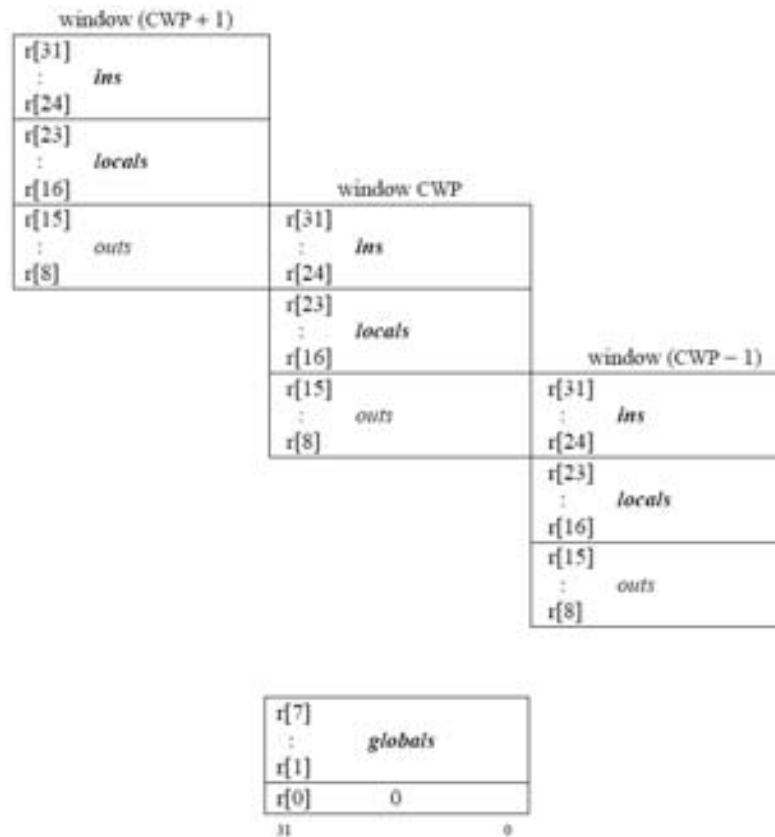 window (CWP + 1)
r[31]
: ins
r[24]
r[23]
: locals
r[16]
window CWP
r[15] r[31]
: outs : ins
r[8] r[24]
r[23]
: locals
r[16]
window (CWP − 1)
r[15] r[31]
: outs : ins
r[8] r[24]
r[23]
: locals
r[16]
r[15]
: outs
r[8]
r[7]
: globals
r[1]
r[0] 0
31 0